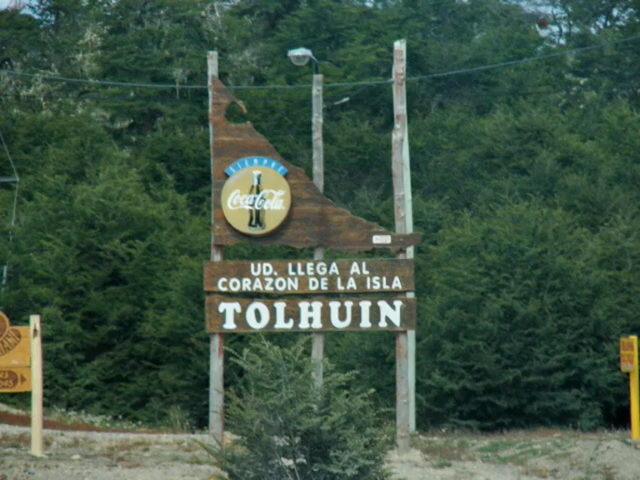 SIEMPRE
Coca-Cola
UD. LLEGA AL
CORAZON DE LA ISLA
TOLHUIN